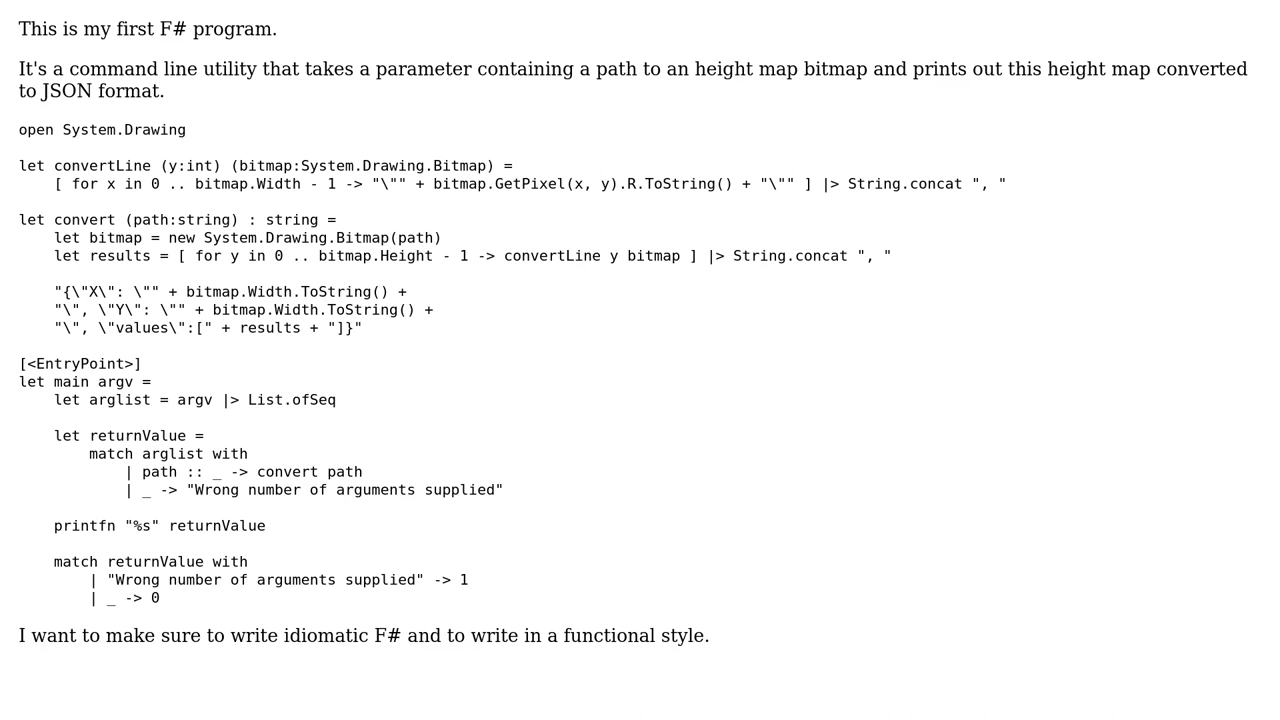 This is my first F# program.
It's a command line utility that takes a parameter containing a path to an height map bitmap and prints out this height map converted
to JSON format.
open System.Drawing
let convertLine (y:int) (bitmap:System.Drawing.Bitmap) =
    [ for x in 0 .. bitmap.Width - 1 -> "\"" + bitmap.GetPixel(x, y).R.ToString() + "\"" ] |> String.concat ", "
let convert (path:string) : string =
    let bitmap = new System.Drawing.Bitmap(path)
    let results = [ for y in 0 .. bitmap.Height - 1 -> convertLine y bitmap ] |> String.concat ", "
    "{\"X\": \"" + bitmap.Width.ToString() +
    "\", \"Y\": \"" + bitmap.Width.ToString() +
    "\", \"values\":[" + results + "]}"
[<EntryPoint>]
let main argv =
    let arglist = argv |> List.ofSeq
    let returnValue =
        match arglist with
            | path :: _ -> convert path
            | _ -> "Wrong number of arguments supplied"
    printfn "%s" returnValue
    match returnValue with
        | "Wrong number of arguments supplied" -> 1
        | _ -> 0
I want to make sure to write idiomatic F# and to write in a functional style.